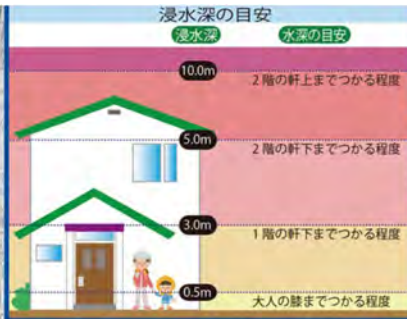 浸水深の目安
浸水深 水深の目安
10.0m
2階の軒上までつかる程度
5.0m
2階の軒下までつかる程度
3.0m
1階の軒下までつかる程度
0.5m
大人の膝までつかる程度